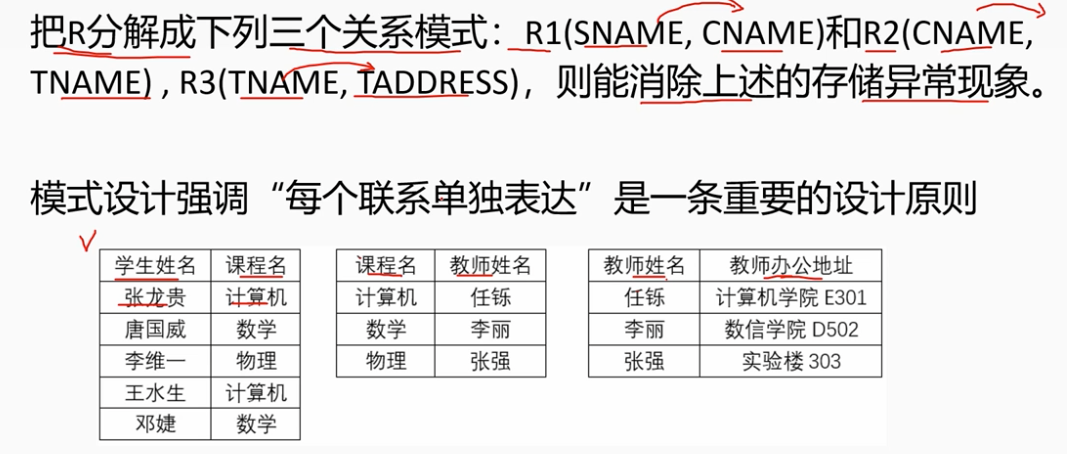 把R分解成下列三个关系模式：R1(SNAME, CNAME)和R2(CNAME,
TNAME) , R3(TNAME, TADDRESS)，则能消除上述的存储异常现象。
模式设计强调“每个联系单独表达”是一条重要的设计原则
学生姓名 课程名
张龙贵 计算机
唐国威 数学
李维一 物理
王水生 计算机
邓婕 数学
课程名 教师姓名
计算机 任铄
数学 李丽
物理 张强
教师姓名 教师办公地址
任铄 计算机学院 E301
李丽 数信学院 D502
张强 实验楼 303